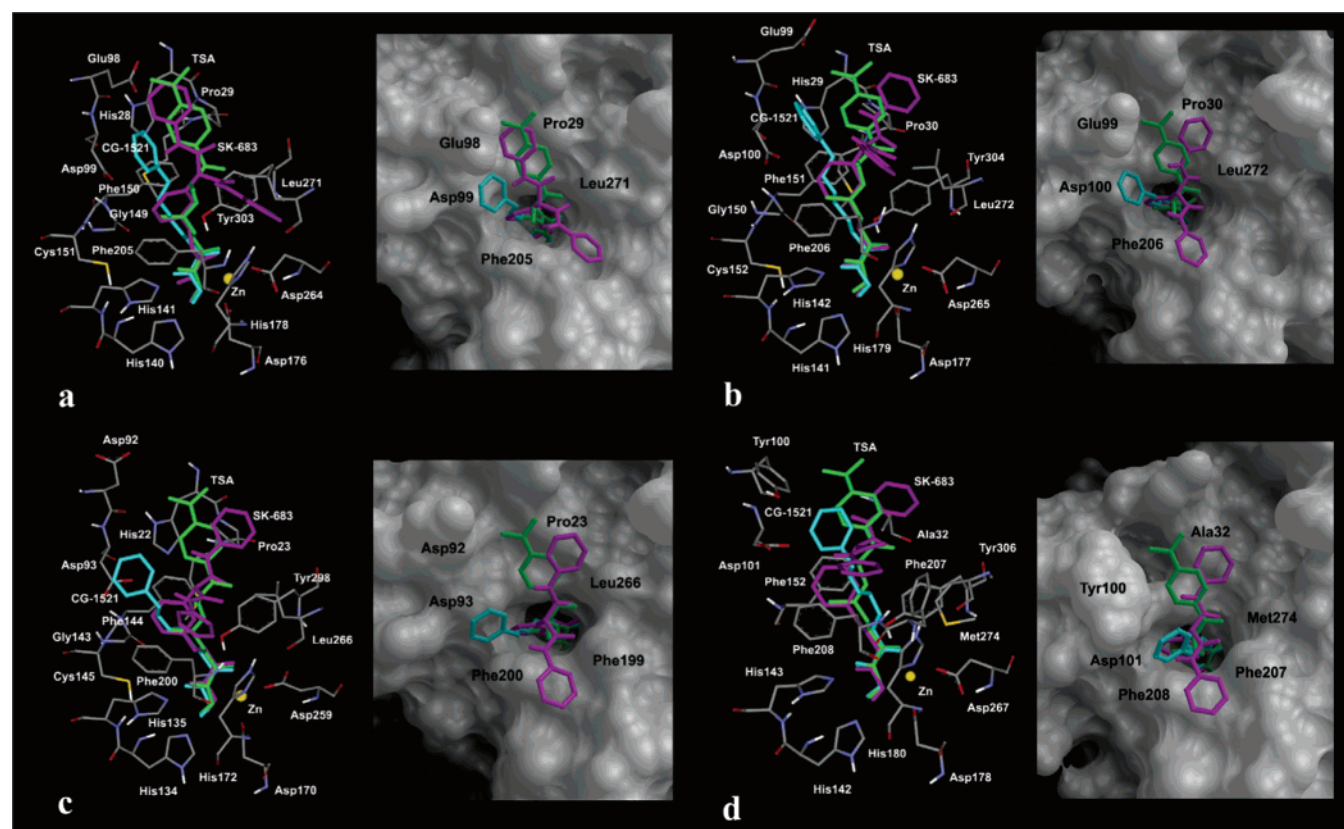 Glu98
TSA
Pro29
His28
CG-1521
SK-683
Asp99
Phe150
Leu271
Gly149
Tyr303
Cys151
Phe205
Zn
Asp264
His141
His178
His140
Asp176
a
Pro29
Glu98
Leu271
Asp99
Phe205
Glu99
TSA
His29
SK-683
CG-1521
Pro30
Asp100
Tyr304
Phe151
Leu272
Gly150
Phe206
Cys152
Zn
His142
Asp265
His179
His141
Asp177
b
Pro30
Glu99
Leu272
Asp100
Phe206
Asp92
TSA
SK-683
His22
Pro23
Asp93
Tyr298
CG-1521
Phe144
Gly143
Leu266
Cys145
Phe200
Zn
Asp259
His135
His172
His134
Asp170
c
Pro23
Asp92
Leu266
Asp93
Phe200
Phe199
Tyr100
TSA
SK-683
CG-1521
Ala32
Tyr306
Asp101
Phe207
Phe152
Met274
Phe208
His143
Zn
Asp267
His180
Asp178
His142
d
Ala32
Tyr100
Met274
Asp101
Phe207
Phe208